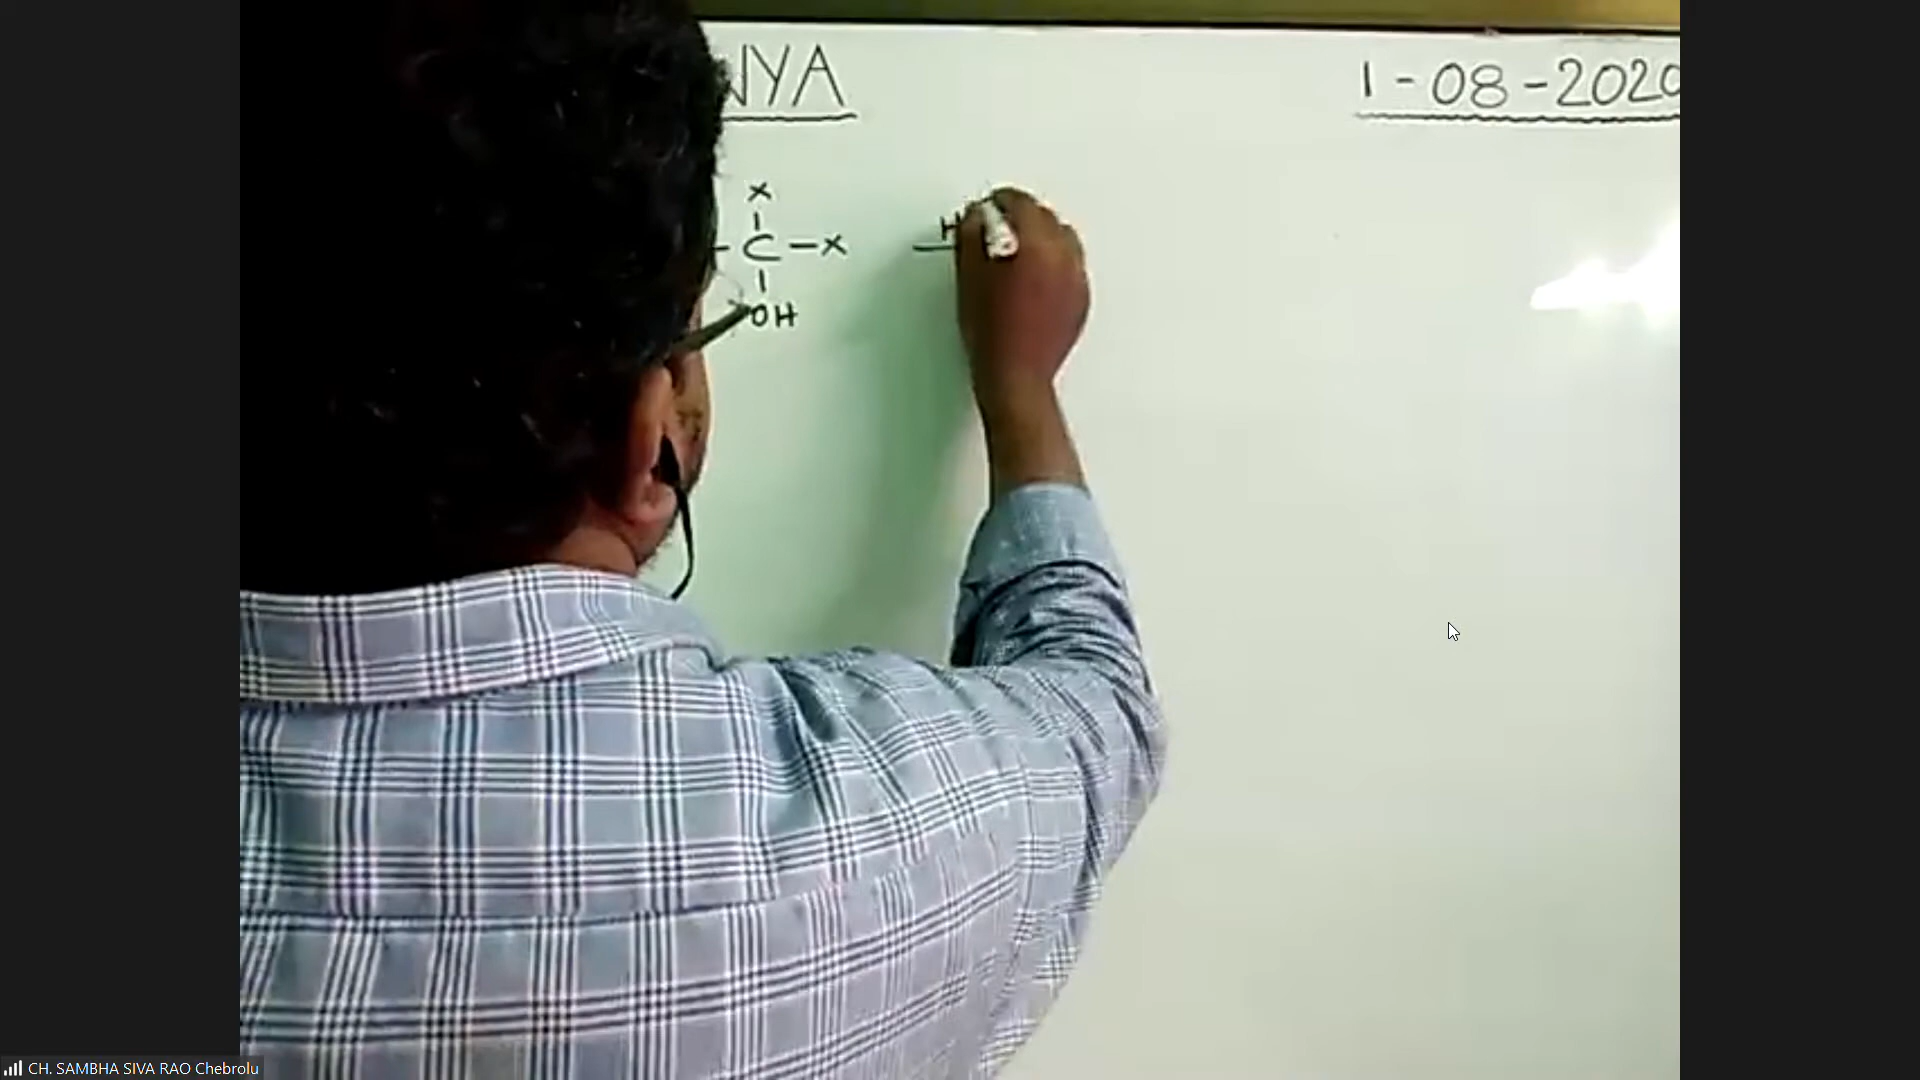 NYA
1-08-2020
X
-C-X
OH
H
CH. SAMBHA SIVA RAO Chebrolu